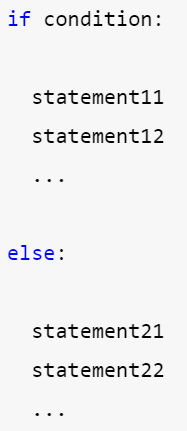 if condition:
  statement11
  statement12
  ...
else:
  statement21
  statement22
  ...